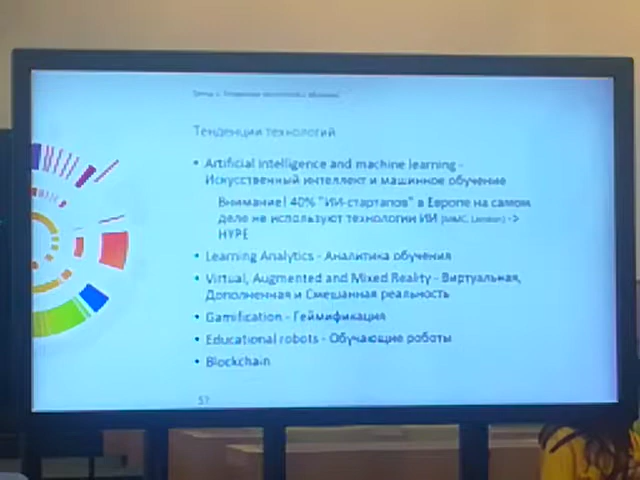 Тенденции технологий
• Artificial intelligence and machine learning -
Искусственный интеллект и машинное обучение
Внимание! 40% "ИИ-стартапов" в Европе на самом
деле не используют технологии ИИ (MMC, London) ->
HYPE
• Learning Analytics - Аналитика обучения
• Virtual, Augmented and Mixed Reality - Виртуальная,
Дополненная и Смешанная реальность
• Gamification - Геймификация
• Educational robots - Обучающие роботы
• Blockchain